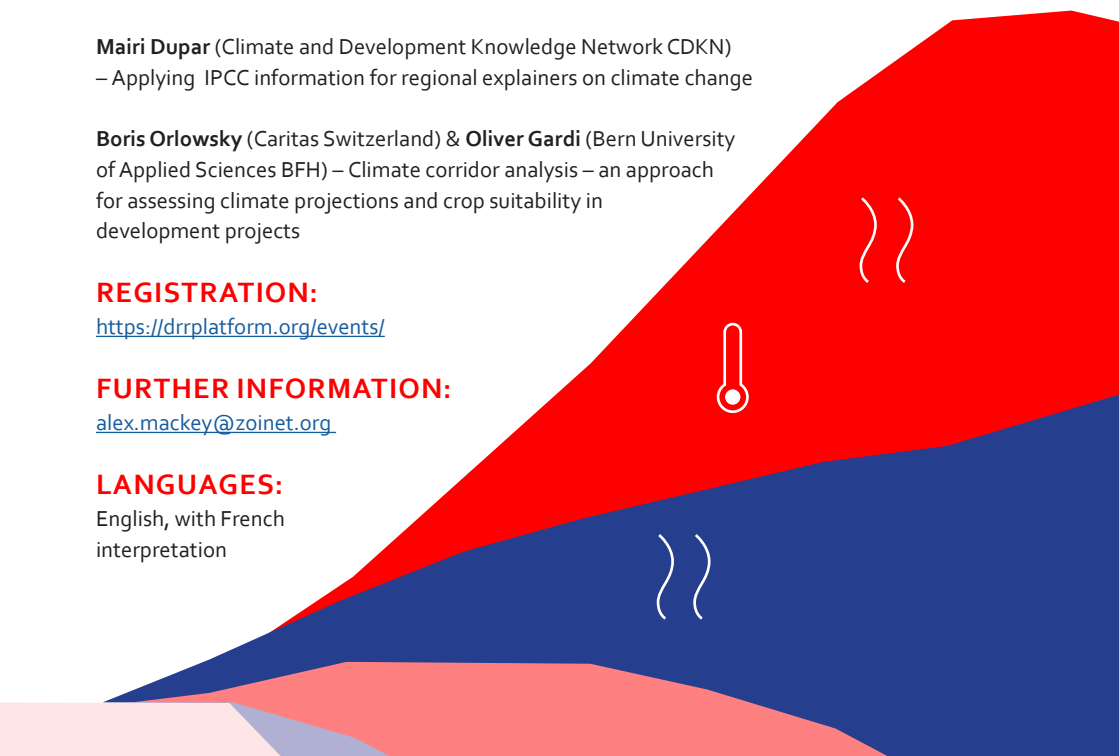 Mairi Dupar (Climate and Development Knowledge Network CDKN)
– Applying  IPCC information for regional explainers on climate change
Boris Orlowsky (Caritas Switzerland) & Oliver Gardi (Bern University
of Applied Sciences BFH) – Climate corridor analysis – an approach
for assessing climate projections and crop suitability in
development projects
REGISTRATION:
https://drrplatform.org/events/
FURTHER INFORMATION:
alex.mackey@zoinet.org
LANGUAGES:
English, with French
interpretation